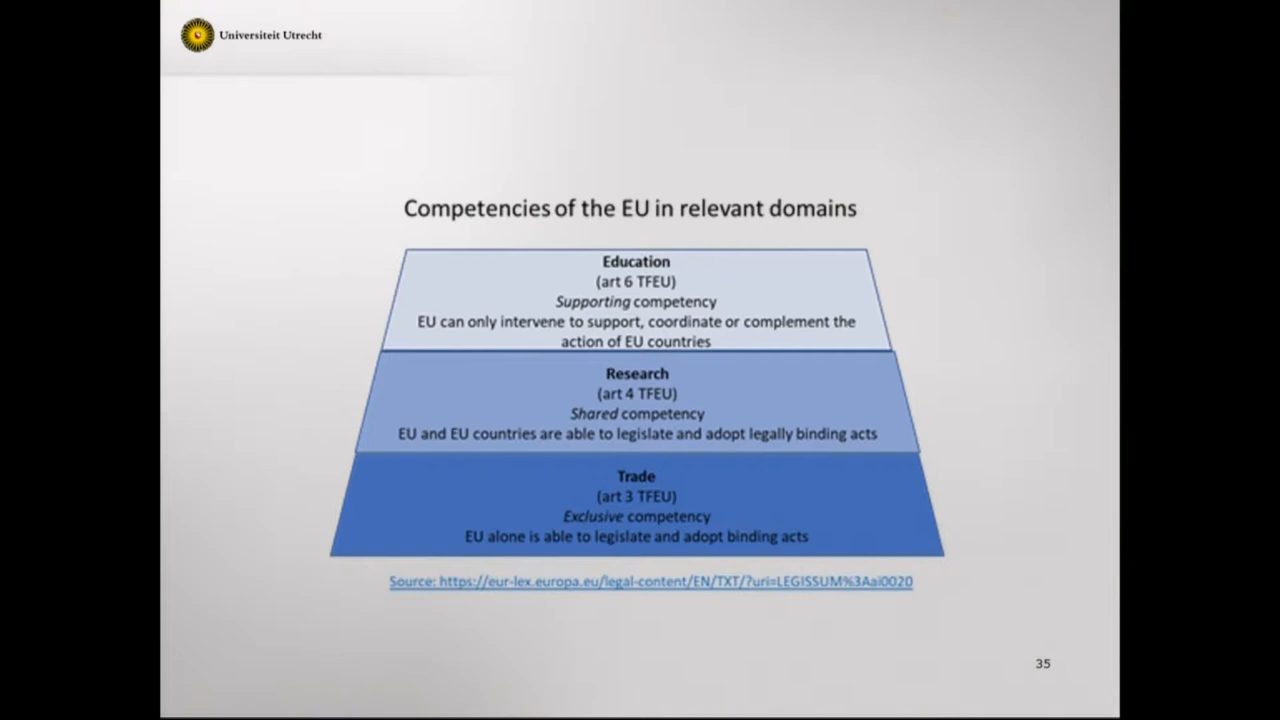 Universiteit Utrecht
Competencies of the EU in relevant domains
Education
(art 6 TFEU)
Supporting competency
EU can only intervene to support, coordinate or complement the
action of EU countries
Research
(art 4 TFEU)
Shared competency
EU and EU countries are able to legislate and adopt legally binding acts
Trade
(art 3 TFEU)
Exclusive competency
EU alone is able to legislate and adopt binding acts
Source: https://eur-lex.europa.eu/legal-content/EN/TXT/?uri=LEGISSUM%3Aai0020
35